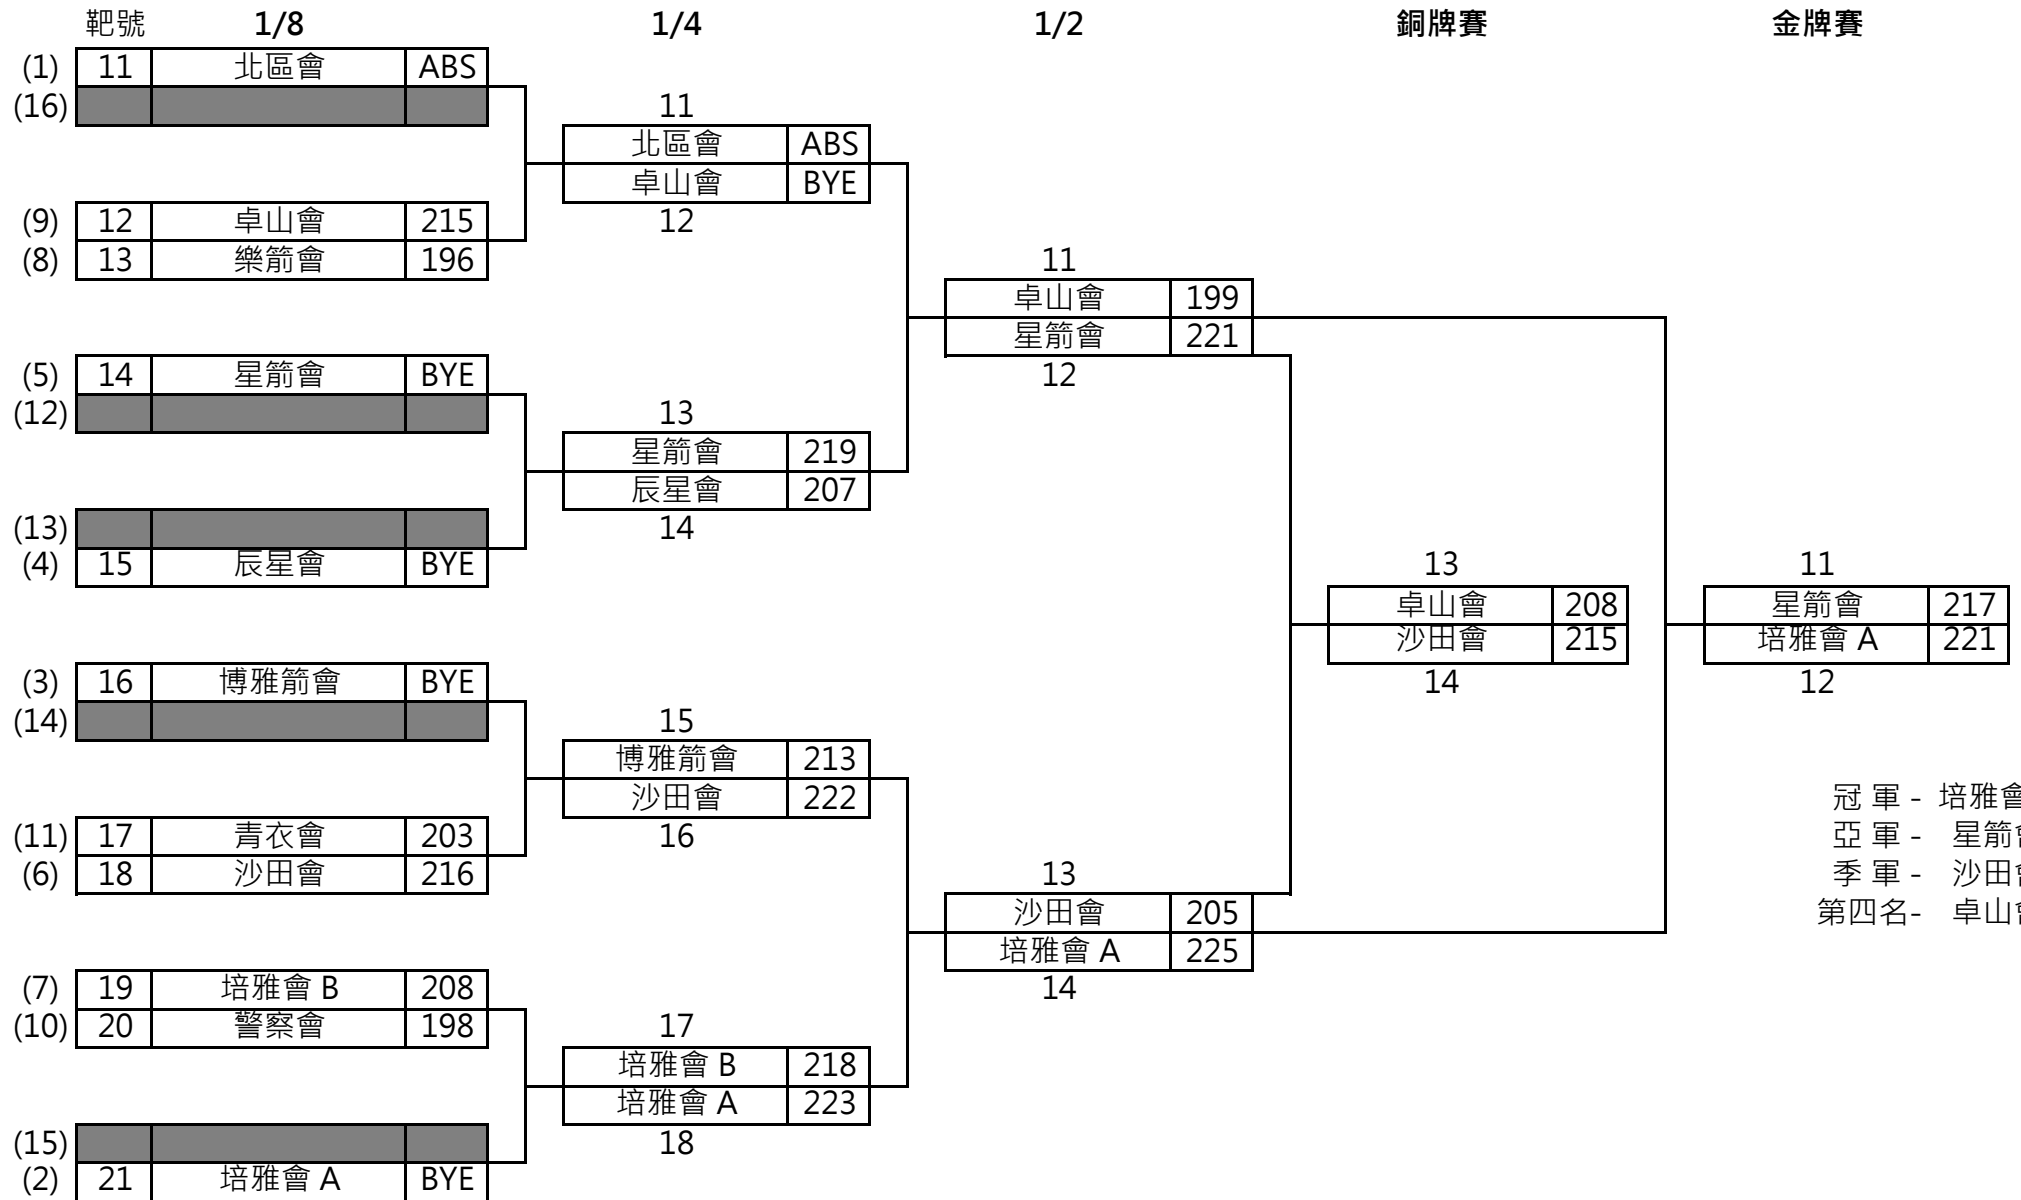 靶號 1/8 1/4 1/2 銅牌賽 金牌賽
(1) 11 北區會 ABS
(16) 11
北區會 ABS
卓山會 BYE
(9) 12 卓山會 215 12
(8) 13 樂箭會 196 11
卓山會 199
星箭會 221
(5) 14 星箭會 BYE 12
(12) 13
星箭會 219
辰星會 207
(13) 14
(4) 15 辰星會 BYE 13 11
卓山會 208 星箭會 217
沙田會 215 培雅會 A 221
(3) 16 博雅箭會 BYE 14 12
(14) 15
博雅箭會 213
沙田會 222 冠 軍 - 培雅會
(11) 17 青衣會 203 16 亞 軍 - 星箭
(6) 18 沙田會 216 13 季 軍 - 沙田
沙田會 205 第四名- 卓山
培雅會 A 225
(7) 19 培雅會 B 208 14
(10) 20 警察會 198 17
培雅會 B 218
培雅會 A 223
(15) 18
(2) 21 培雅會 A BYE